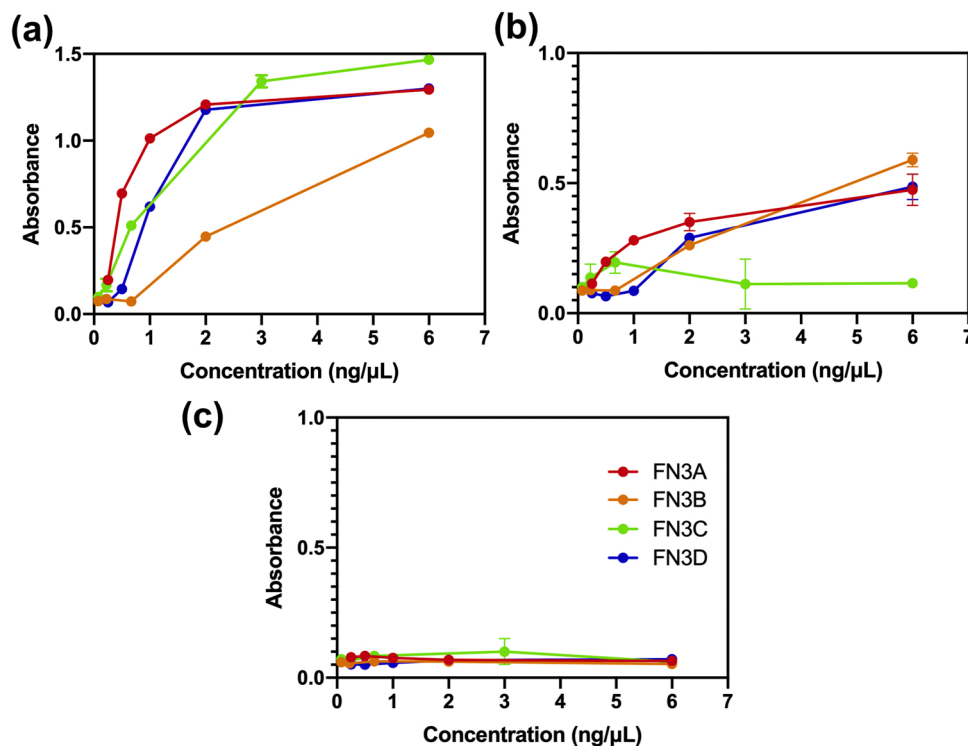 (a)
1.5
1.0
0.5
0.0
Absorbance
0 1 2 3 4 5 6 7
Concentration (ng/µL)
(b)
1.0
0.5
0.0
Absorbance
0 1 2 3 4 5 6 7
Concentration (ng/µL)
(c)
1.0
0.5
0.0
Absorbance
0 1 2 3 4 5 6 7
Concentration (ng/µL)
FN3A
FN3B
FN3C
FN3D